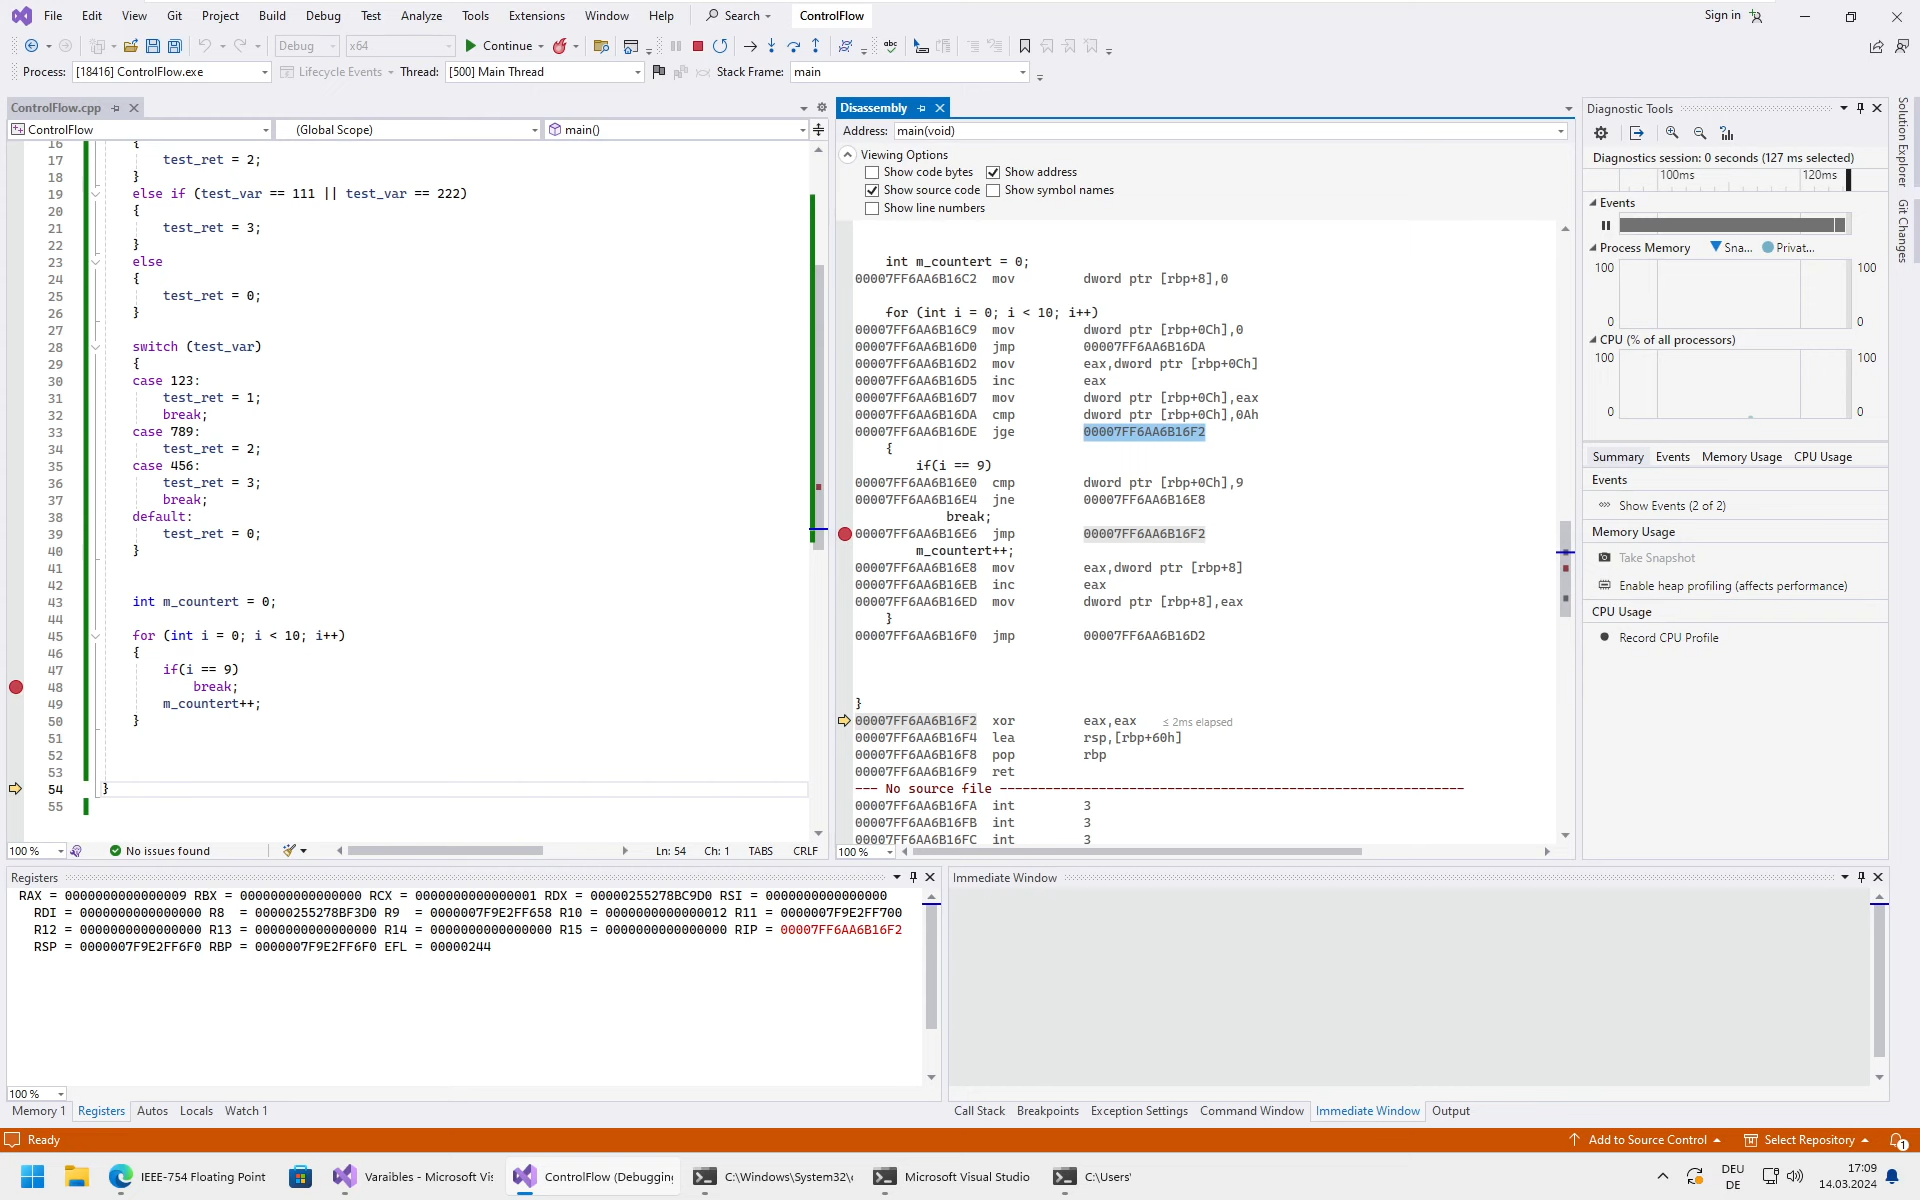 File Edit View Git Project Build Debug Test Analyze Tools Extensions Window Help Search ControlFlow Sign in
Debug x64 Continue
Process: [18416] ControlFlow.exe Lifecycle Events Thread: [500] Main Thread Stack Frame: main
ControlFlow.cpp
ControlFlow (Global Scope) main()
16 {
17 test_ret = 2;
18 }
19 else if (test_var == 111 || test_var == 222)
20 {
21 test_ret = 3;
22 }
23 else
24 {
25 test_ret = 0;
26 }
27
28 switch (test_var)
29 {
30 case 123:
31 test_ret = 1;
32 break;
33 case 789:
34 test_ret = 2;
35 case 456:
36 test_ret = 3;
37 break;
38 default:
39 test_ret = 0;
40 }
41
42
43 int m_countert = 0;
44
45 for (int i = 0; i < 10; i++)
46 {
47 if(i == 9)
48 break;
49 m_countert++;
50 }
51
52
53
54 }
55
100 % No issues found Ln: 54 Ch: 1 TABS CRLF
Disassembly
Address: main(void)
Viewing Options
Show code bytes Show address
Show source code Show symbol names
Show line numbers
int m_countert = 0;
00007FF6AA6B16C2 mov dword ptr [rbp+8],0
for (int i = 0; i < 10; i++)
00007FF6AA6B16C9 mov dword ptr [rbp+0Ch],0
00007FF6AA6B16D0 jmp 00007FF6AA6B16DA
00007FF6AA6B16D2 mov eax,dword ptr [rbp+0Ch]
00007FF6AA6B16D5 inc eax
00007FF6AA6B16D7 mov dword ptr [rbp+0Ch],eax
00007FF6AA6B16DA cmp dword ptr [rbp+0Ch],0Ah
00007FF6AA6B16DE jge 00007FF6AA6B16F2
{
if(i == 9)
00007FF6AA6B16E0 cmp dword ptr [rbp+0Ch],9
00007FF6AA6B16E4 jne 00007FF6AA6B16E8
break;
00007FF6AA6B16E6 jmp 00007FF6AA6B16F2
m_countert++;
00007FF6AA6B16E8 mov eax,dword ptr [rbp+8]
00007FF6AA6B16EB inc eax
00007FF6AA6B16ED mov dword ptr [rbp+8],eax
}
00007FF6AA6B16F0 jmp 00007FF6AA6B16D2
}
00007FF6AA6B16F2 xor eax,eax ≤ 2ms elapsed
00007FF6AA6B16F4 lea rsp,[rbp+60h]
00007FF6AA6B16F8 pop rbp
00007FF6AA6B16F9 ret
--- No source file -------------------------------------------------------------
00007FF6AA6B16FA int 3
00007FF6AA6B16FB int 3
00007FF6AA6B16FC int 3
100 %
Diagnostic Tools
Diagnostics session: 0 seconds (127 ms selected)
100ms 120ms
Events
Process Memory Sna... Privat...
100 100
0 0
CPU (% of all processors)
100 100
0 0
Summary Events Memory Usage CPU Usage
Events
Show Events (2 of 2)
Memory Usage
Take Snapshot
Enable heap profiling (affects performance)
CPU Usage
Record CPU Profile
Solution Explorer
Git Changes
Registers
RAX = 0000000000000009 RBX = 0000000000000000 RCX = 0000000000000001 RDX = 00000255278BC9D0 RSI = 0000000000000000
RDI = 0000000000000000 R8 = 00000255278BF3D0 R9 = 0000007F9E2FF658 R10 = 0000000000000012 R11 = 0000007F9E2FF700
R12 = 0000000000000000 R13 = 0000000000000000 R14 = 0000000000000000 R15 = 0000000000000000 RIP = 00007FF6AA6B16F2
RSP = 0000007F9E2FF6F0 RBP = 0000007F9E2FF6F0 EFL = 00000244
100 %
Memory 1 Registers Autos Locals Watch 1
Immediate Window
Call Stack Breakpoints Exception Settings Command Window Immediate Window Output
Ready Add to Source Control Select Repository 1
IEEE-754 Floating Point Varaibles - Microsoft Vis ControlFlow (Debugging C:\Windows\System32\c Microsoft Visual Studio C:\Users' DEU 17:09
DE 14.03.2024